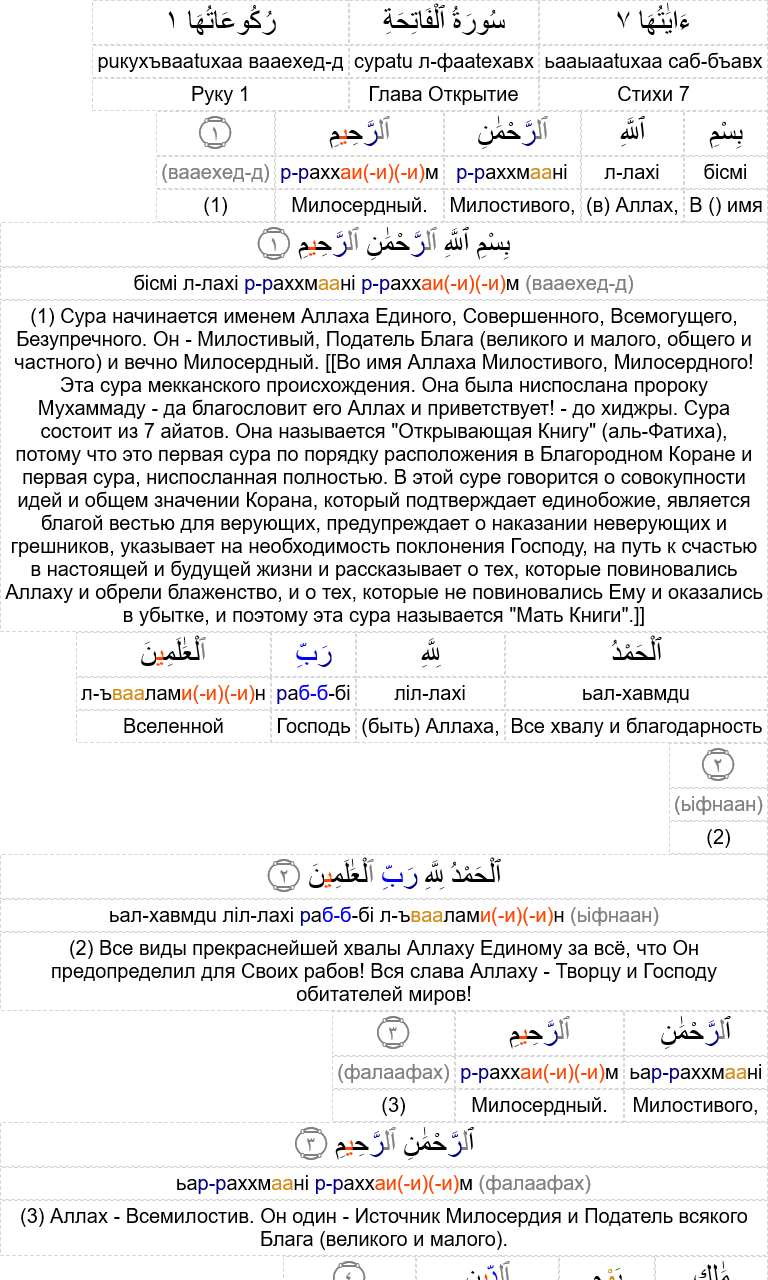 ءَايَٰتُهَا ٧ سُورَةُ ٱلْفَاتِحَةِ رُكُوعَاتُهَا ١
рuкухъвааtuхаа вааехед-д сураtu л-фаатехавх ьааыааtuхаа саб-бъавх
Руку 1 Глава Открытие Стихи 7
بِسْمِ ٱللَّهِ ٱلرَّحْمَٰنِ ٱلرَّحِيمِ ١
(вааехед-д) р-раххаи(-и)(-и)м р-раххмаанi л-лахi бiсмi
(1) Милосердный. Милостивого, (в) Аллах, В () имя
بِسْمِ ٱللَّهِ ٱلرَّحْمَٰنِ ٱلرَّحِيمِ ١
бiсмi л-лахi р-раххмаанi р-раххаи(-и)(-и)м (вааехед-д)
(1) Сура начинается именем Аллаха Единого, Совершенного, Всемогущего,
Безупречного. Он - Милостивый, Податель Блага (великого и малого, общего и
частного) и вечно Милосердный. [[Во имя Аллаха Милостивого, Милосердного!
Эта сура мекканского происхождения. Она была ниспослана пророку
Мухаммаду - да благословит его Аллах и приветствует! - до хиджры. Сура
состоит из 7 айатов. Она называется "Открывающая Книгу" (аль-Фатиха),
потому что это первая сура по порядку расположения в Благородном Коране и
первая сура, ниспосланная полностью. В этой суре говорится о совокупности
идей и общем значении Корана, который подтверждает единобожие, является
благой вестью для верующих, предупреждает о наказании неверующих и
грешников, указывает на необходимость поклонения Господу, на путь к счастью
в настоящей и будущей жизни и рассказывает о тех, которые повиновались
Аллаху и обрели блаженство, и о тех, которые не повиновались Ему и оказались
в убытке, и поэтому эта сура называется "Мать Книги".]]
ٱلْحَمْدُ لِلَّهِ رَبِّ ٱلْعَٰلَمِينَ
л-ъваалами(-и)(-и)н раб-б-бi лiл-лахi ьал-хавмдu
Вселенной Господь (быть) Аллаха, Все хвалу и благодарность
٢
(ыiфнаан)
(2)
ٱلْحَمْدُ لِلَّهِ رَبِّ ٱلْعَٰلَمِينَ ٢
ьал-хавмдu лiл-лахi раб-б-бi л-ъваалами(-и)(-и)н (ыiфнаан)
(2) Все виды прекраснейшей хвалы Аллаху Единому за всё, что Он
предопределил для Своих рабов! Вся слава Аллаху - Творцу и Господу
обитателей миров!
ٱلرَّحْمَٰنِ ٱلرَّحِيمِ ٣
(фалаафах) р-раххаи(-и)(-и)м ьар-раххмаанi
(3) Милосердный. Милостивого,
ٱلرَّحْمَٰنِ ٱلرَّحِيمِ ٣
ьар-раххмаанi р-раххаи(-и)(-и)м (фалаафах)
(3) Аллах - Всемилостив. Он один - Источник Милосердия и Податель всякого
Блага (великого и малого).